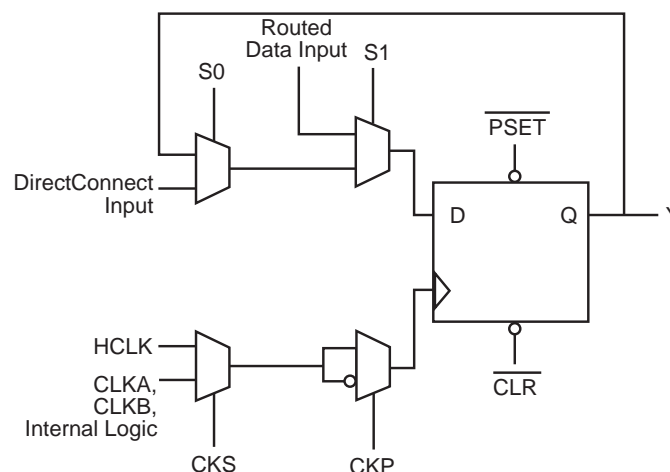 Routed
Data Input
S1
S0
PSET
DirectConnect
Input
D
Q
Y
HCLK
CLKA,
CLKB,
Internal Logic
CLR
CKS
CKP